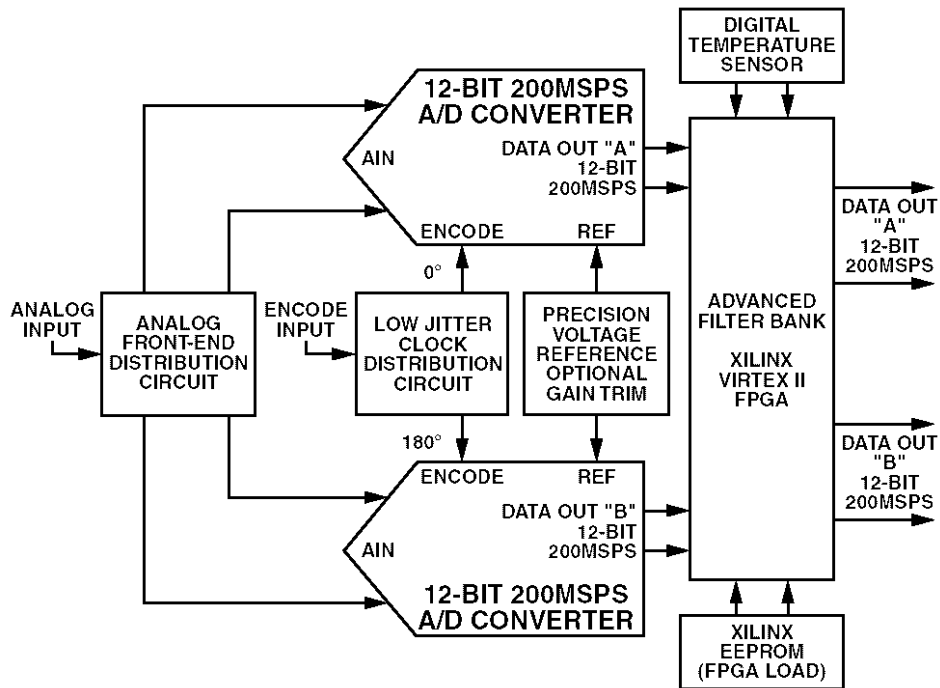 DIGITAL
TEMPERATURE
SENSOR
12-BIT 200MSPS
A/D CONVERTER
AIN
DATA OUT "A"
12-BIT
200MSPS
ENCODE
REF
DATA OUT
"A"
12-BIT
200MSPS
0°
ANALOG
INPUT
ANALOG
FRONT-END
DISTRIBUTION
CIRCUIT
ENCODE
INPUT
LOW JITTER
CLOCK
DISTRIBUTION
CIRCUIT
PRECISION
VOLTAGE
REFERENCE
OPTIONAL
GAIN TRIM
ADVANCED
FILTER BANK
XILINX
VIRTEX II
FPGA
180°
ENCODE
REF
DATA OUT "B"
12-BIT
200MSPS
AIN
12-BIT 200MSPS
A/D CONVERTER
DATA OUT
"B"
12-BIT
200MSPS
XILINX
EEPROM
(FPGA LOAD)